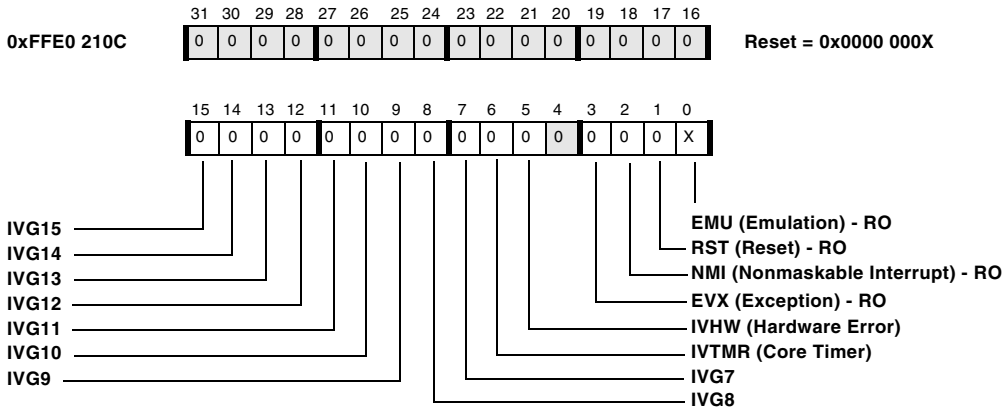 31 30 29 28 27 26 25 24 23 22 21 20 19 18 17 16
0xFFE0 210C 0 0 0 0 0 0 0 0 0 0 0 0 0 0 0 0 Reset = 0x0000 000X
15 14 13 12 11 10 9 8 7 6 5 4 3 2 1 0
0 0 0 0 0 0 0 0 0 0 0 0 0 0 0 X
IVG15
IVG14
IVG13
IVG12
IVG11
IVG10
IVG9
EMU (Emulation) - RO
RST (Reset) - RO
NMI (Nonmaskable Interrupt) - RO
EVX (Exception) - RO
IVHW (Hardware Error)
IVTMR (Core Timer)
IVG7
IVG8